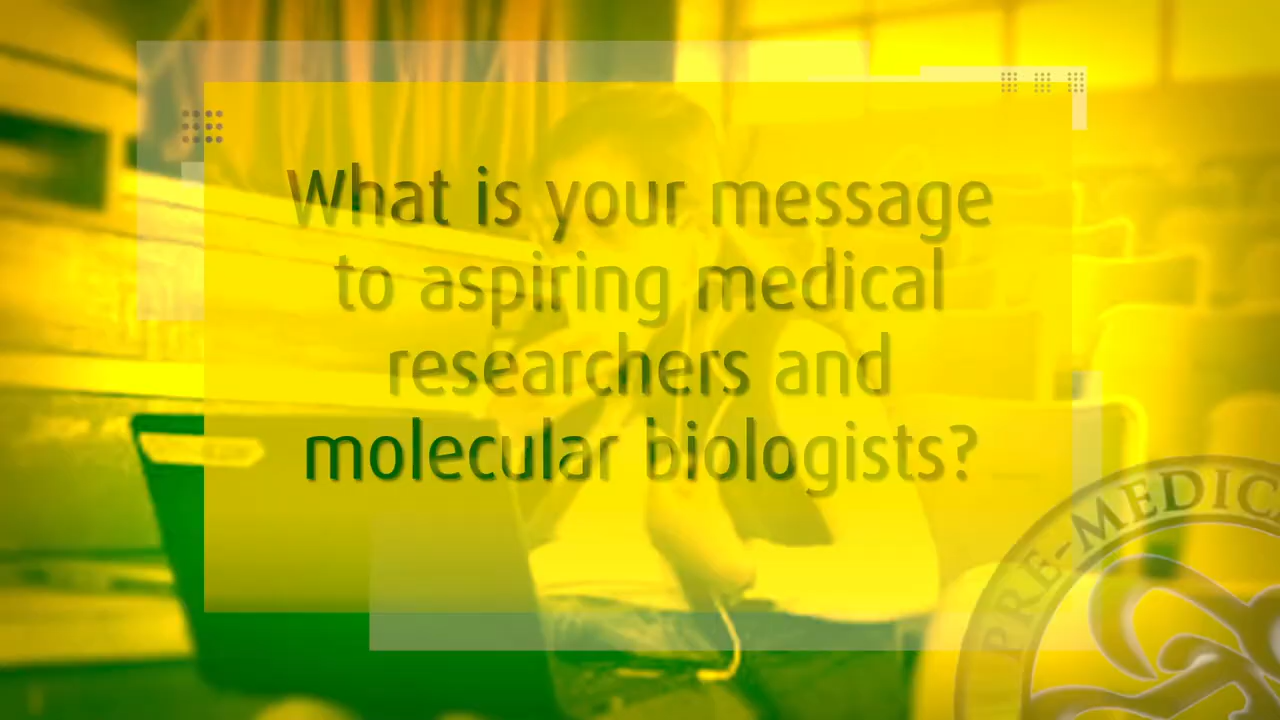 What is your message
to aspiring medical
researchers and
molecular biologists?
PRE-MEDIC